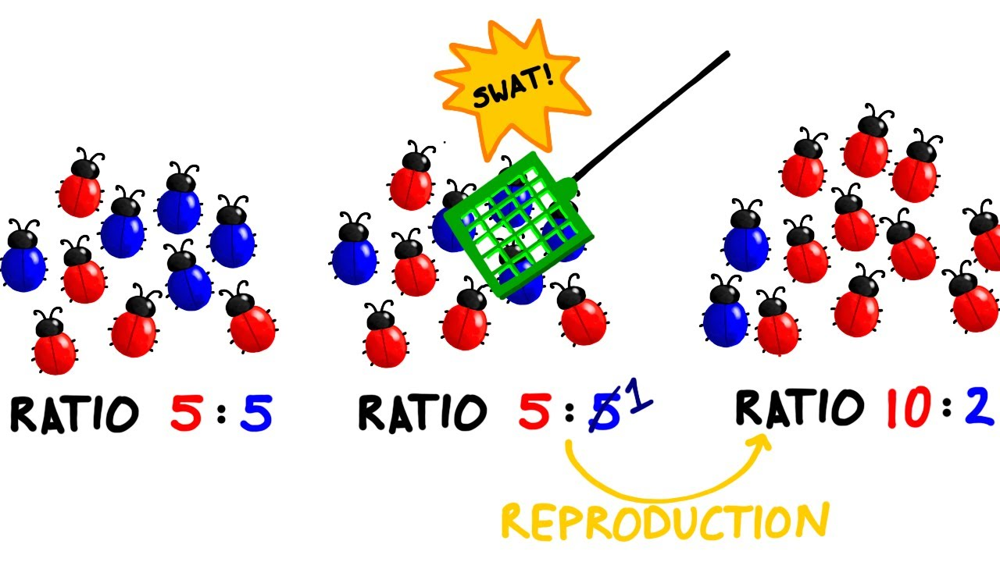 SWAT!
RATIO 5:5
RATIO 5:5 1
RATIO 10:2
REPRODUCTION